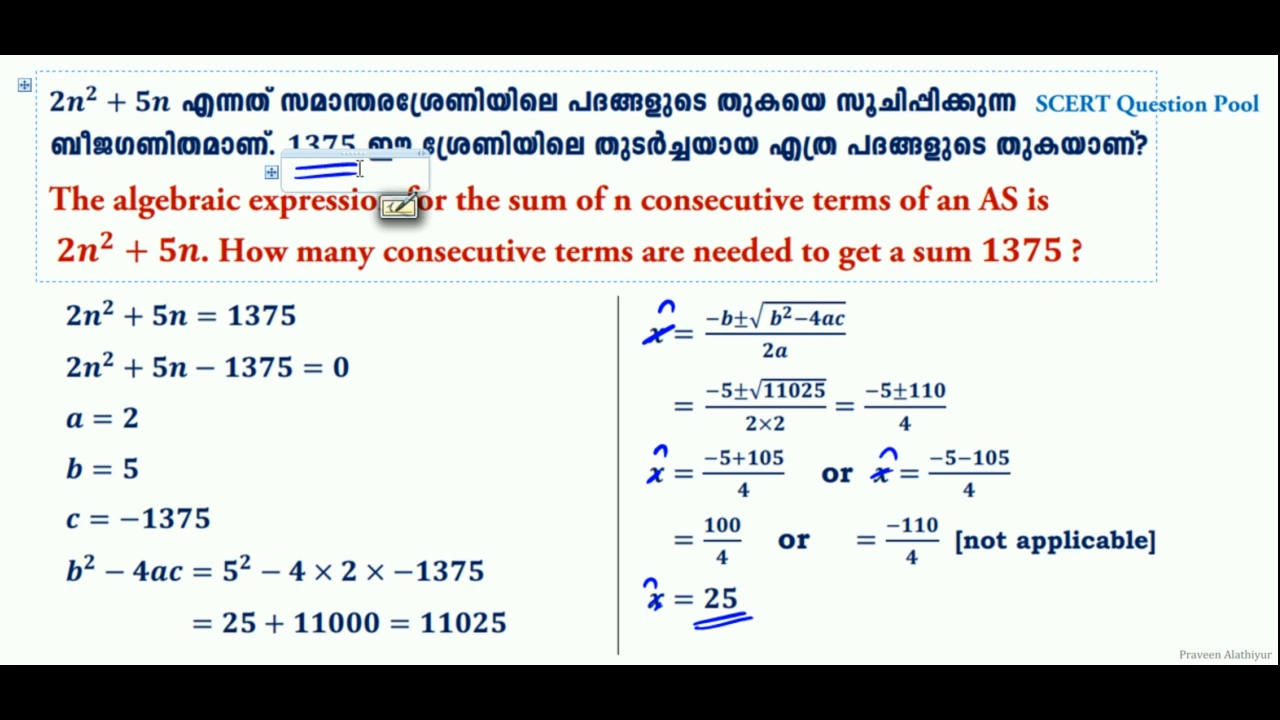 2n² + 5n എന്നത് സമാന്തരശ്രേണിയിലെ പദങ്ങളുടെ തുകയെ സൂചിപ്പിക്കുന്ന
SCERT Question Pool
ബീജഗണിതമാണ്. 1375 ഈ ശ്രേണിയിലെ തുടർച്ചയായ എത്ര പദങ്ങളുടെ തുകയാണ്?
The algebraic expression for the sum of n consecutive terms of an AS is
2n² + 5n. How many consecutive terms are needed to get a sum 1375 ?
2n² + 5n = 1375
2n² + 5n − 1375 = 0
a = 2
b = 5
c = −1375
b² − 4ac = 5² − 4 × 2 × −1375
= 25 + 11000 = 11025
n
x = (−b±√(b²−4ac))/2a
= (−5±√11025)/(2×2) = (−5±110)/4
n n
x = (−5+105)/4 or x = (−5−105)/4
= 100/4 or = −110/4 [not applicable]
n
x = 25
Praveen Alathiyur